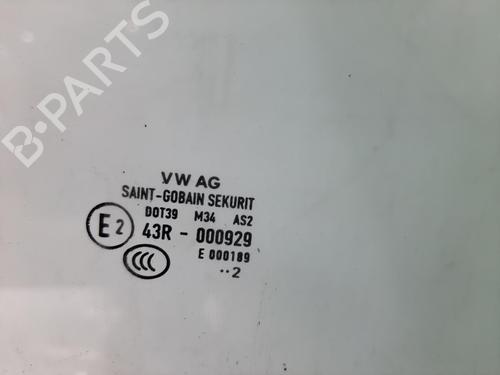 B-PARTS
VW AG
SAINT-GOBAIN SEKURIT
DOT39 M34 AS2
E2 43R - 000929
E 000189
CCC
··2